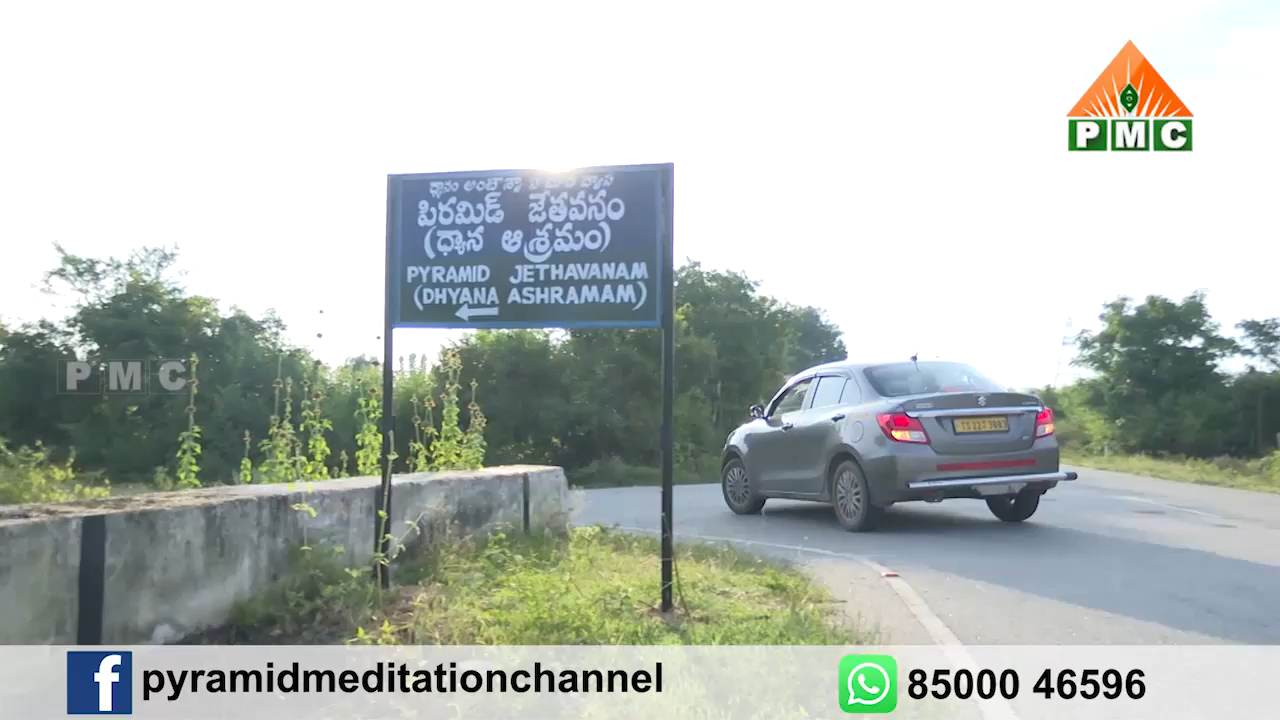 PMC
పిరమిడ్ జేతవనం
(ధ్యాన ఆశ్రమం)
PYRAMID JETHAVANAM
(DHYANA ASHRAMAM)
PMC
pyramidmeditationchannel
85000 46596